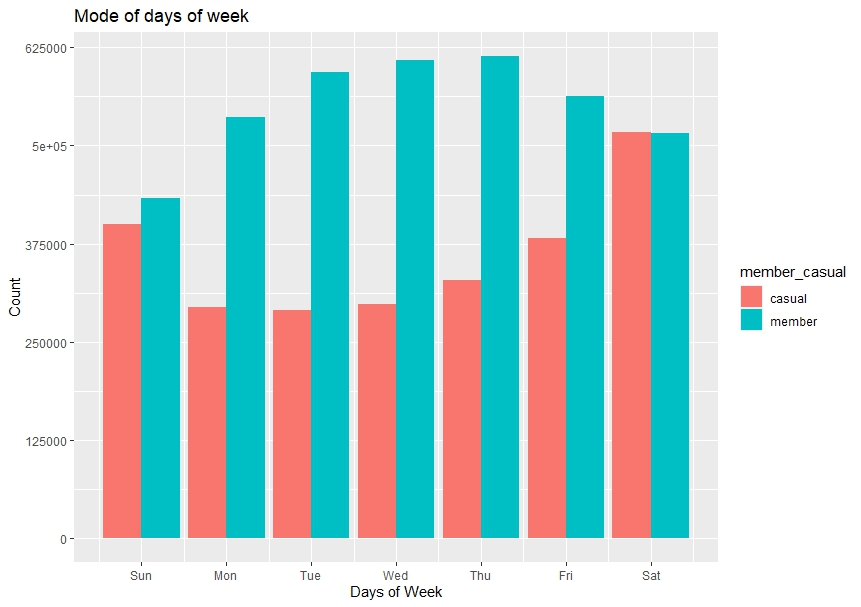 Mode of days of week
625000
5e+05
375000
250000
125000
0
Count
Sun Mon Tue Wed Thu Fri Sat
Days of Week
member_casual
casual
member